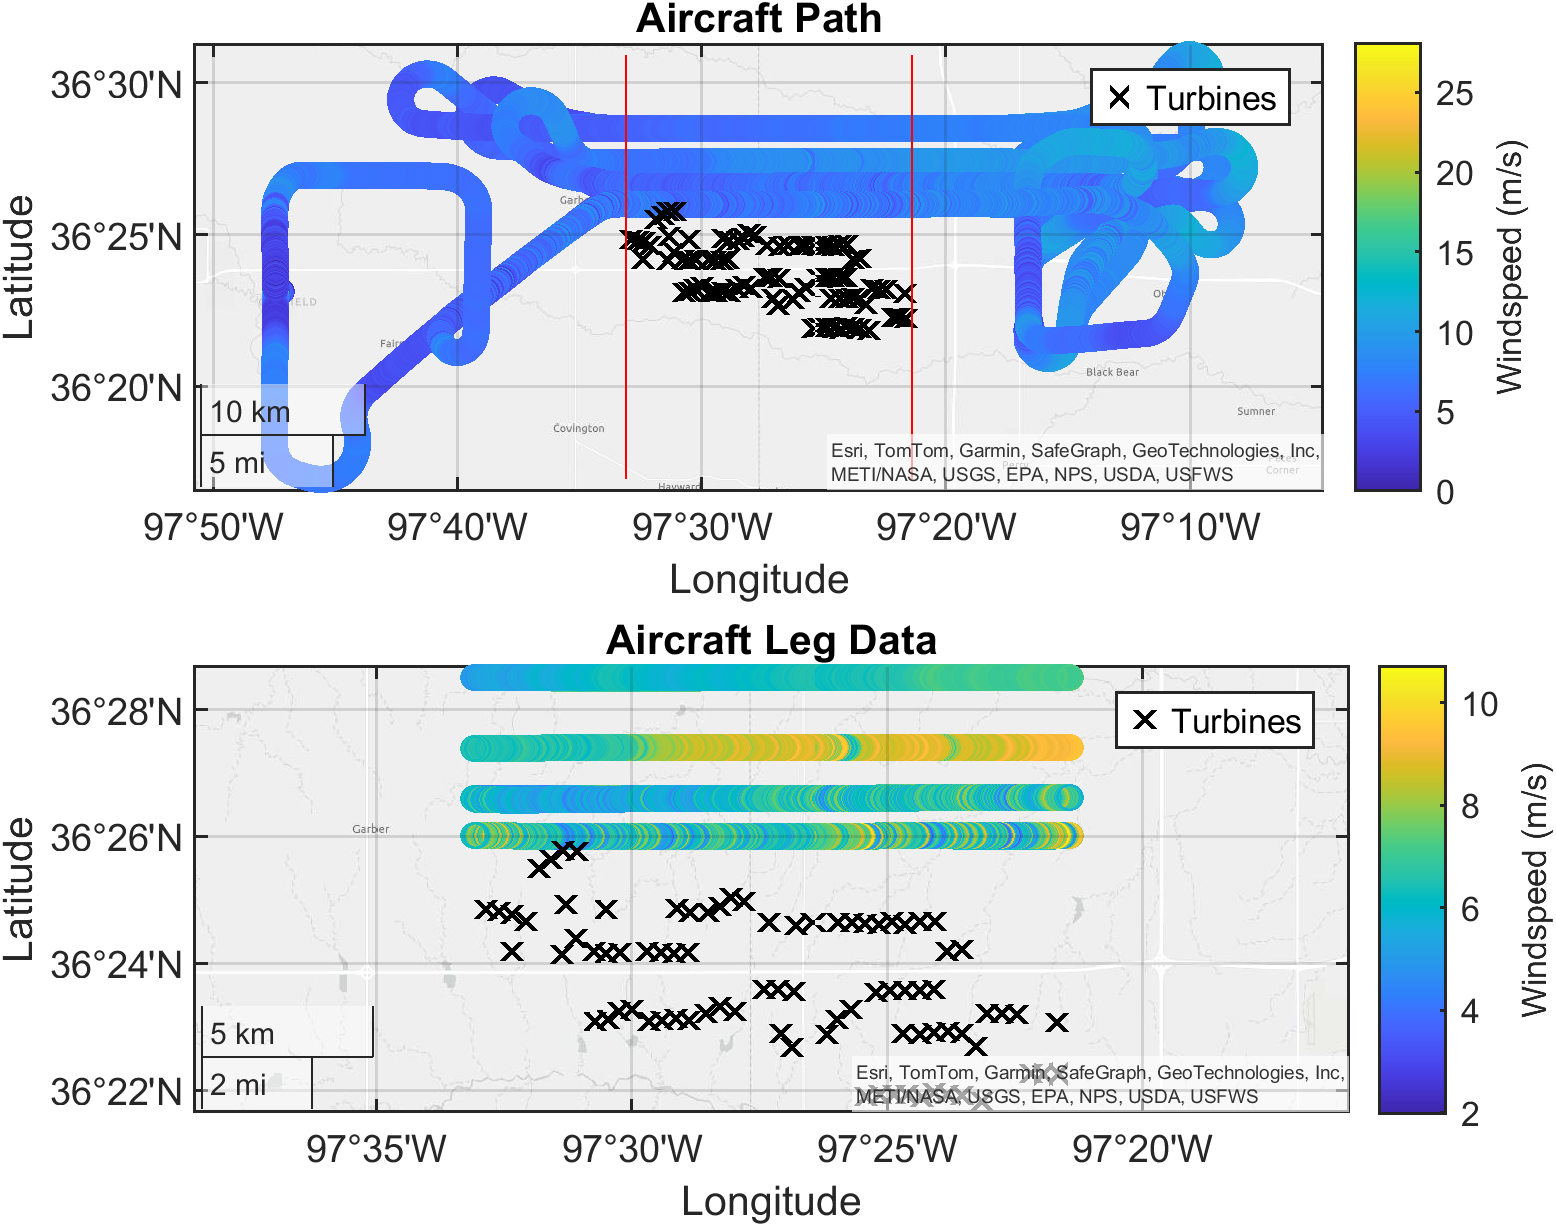 Aircraft Path
36°30'N
36°25'N
36°20'N
Latitude
Turbines
Garb
Fairm
Covington
Hayward
Black Bear
Sumner
Corner
10 km
5 mi
Esri, TomTom, Garmin, SafeGraph, GeoTechnologies, Inc,
METI/NASA, USGS, EPA, NPS, USDA, USFWS
97°50'W
97°40'W
97°30'W
97°20'W
97°10'W
Longitude
25
20
15
10
5
0
Windspeed (m/s)
Aircraft Leg Data
36°28'N
36°26'N
36°24'N
36°22'N
Latitude
Turbines
Garber
5 km
2 mi
Esri, TomTom, Garmin, SafeGraph, GeoTechnologies, Inc,
METI/NASA, USGS, EPA, NPS, USDA, USFWS
97°35'W
97°30'W
97°25'W
97°20'W
Longitude
10
8
6
4
2
Windspeed (m/s)